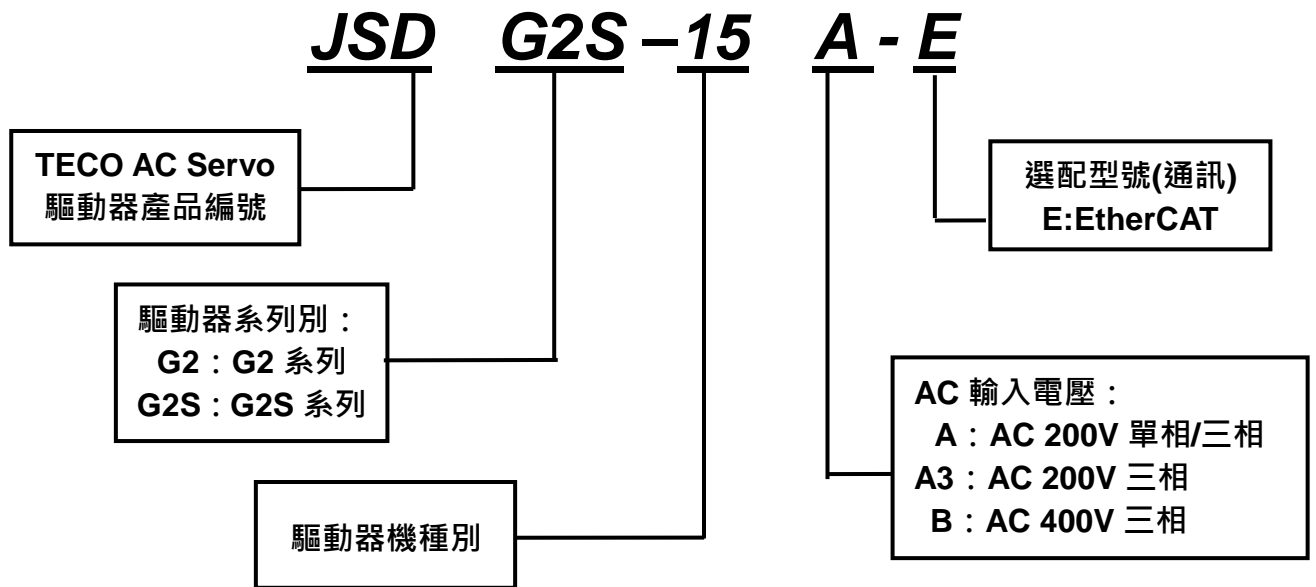 JSD G2S – 15 A - E
TECO AC Servo
驅動器產品編號
選配型號(通訊)
E:EtherCAT
驅動器系列別：
G2：G2 系列
G2S：G2S 系列
AC 輸入電壓：
A：AC 200V 單相/三相
A3：AC 200V 三相
B：AC 400V 三相
驅動器機種別